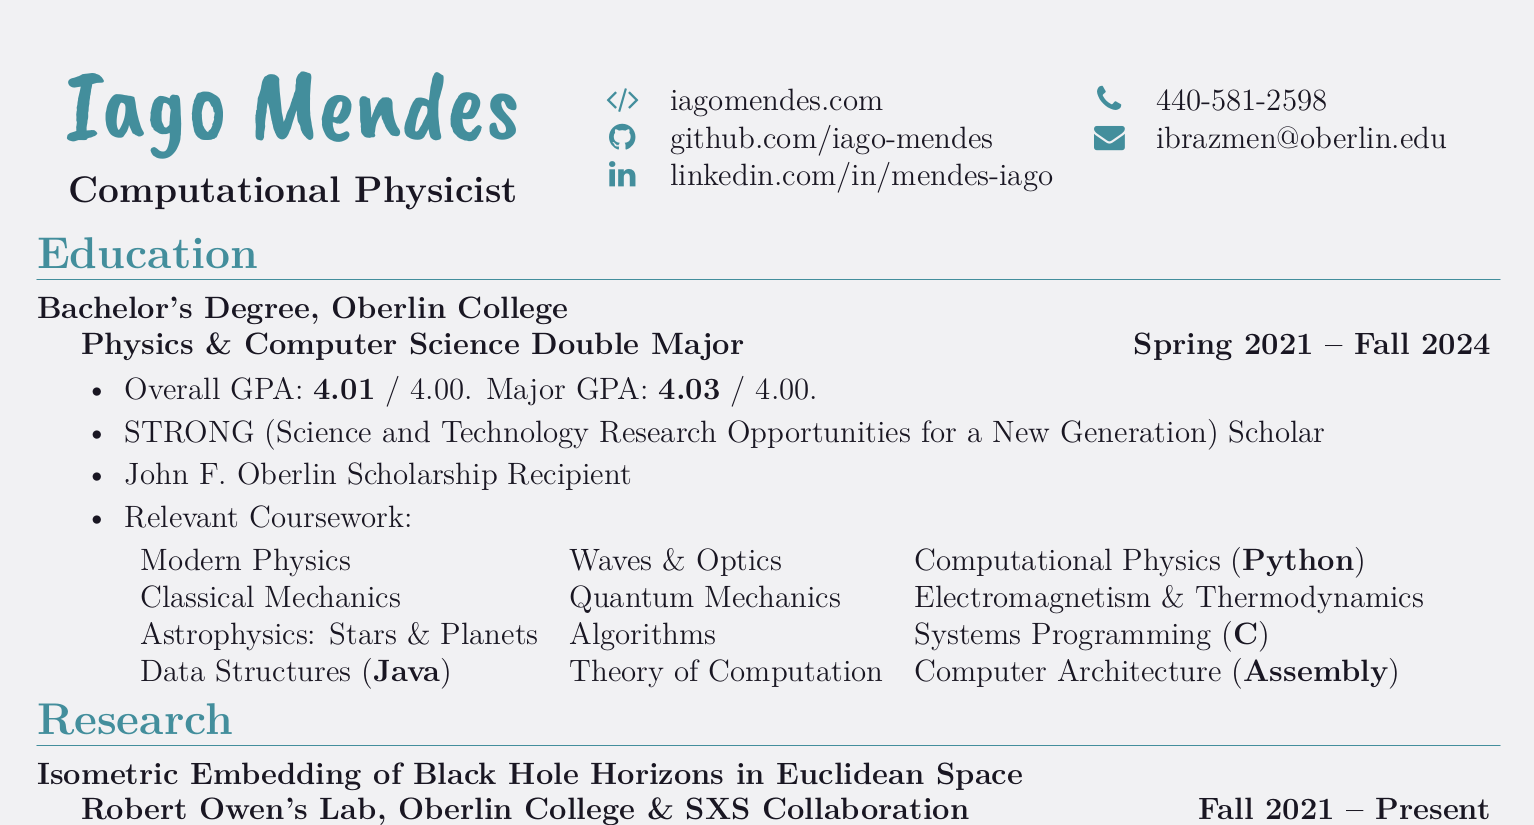 Iago Mendes
Computational Physicist
iagomendes.com
github.com/iago-mendes
linkedin.com/in/mendes-iago
440-581-2598
ibrazmen@oberlin.edu
Education
Bachelor's Degree, Oberlin College
Physics & Computer Science Double Major Spring 2021 – Fall 2024
• Overall GPA: 4.01 / 4.00. Major GPA: 4.03 / 4.00.
• STRONG (Science and Technology Research Opportunities for a New Generation) Scholar
• John F. Oberlin Scholarship Recipient
• Relevant Coursework:
Modern Physics Waves & Optics Computational Physics (Python)
Classical Mechanics Quantum Mechanics Electromagnetism & Thermodynamics
Astrophysics: Stars & Planets Algorithms Systems Programming (C)
Data Structures (Java) Theory of Computation Computer Architecture (Assembly)
Research
Isometric Embedding of Black Hole Horizons in Euclidean Space
Robert Owen's Lab, Oberlin College & SXS Collaboration Fall 2021 – Present